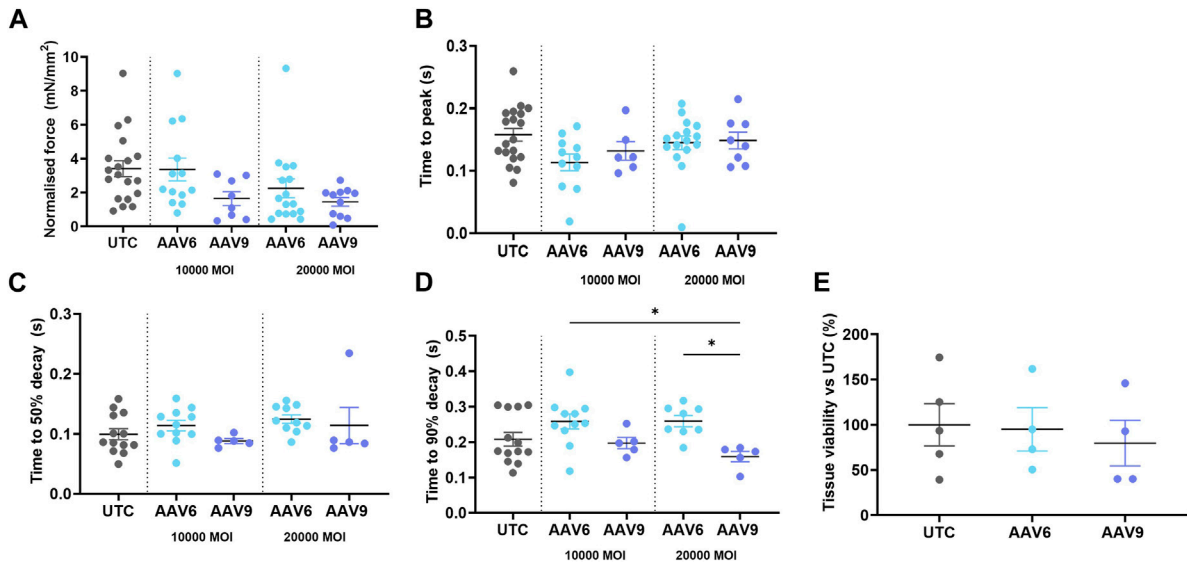 A
Normalised force (mN/mm²)
10
8
6
4
2
0
UTC AAV6 AAV9 AAV6 AAV9
10000 MOI 20000 MOI
B
Time to peak (s)
0.3
0.2
0.1
0.0
UTC AAV6 AAV9 AAV6 AAV9
10000 MOI 20000 MOI
C
Time to 50% decay (s)
0.3
0.2
0.1
0.0
UTC AAV6 AAV9 AAV6 AAV9
10000 MOI 20000 MOI
D
Time to 90% decay (s)
0.5
0.4
0.3
0.2
0.1
0.0
*
*
UTC AAV6 AAV9 AAV6 AAV9
10000 MOI 20000 MOI
E
Tissue viability vs UTC (%)
200
150
100
50
0
UTC AAV6 AAV9